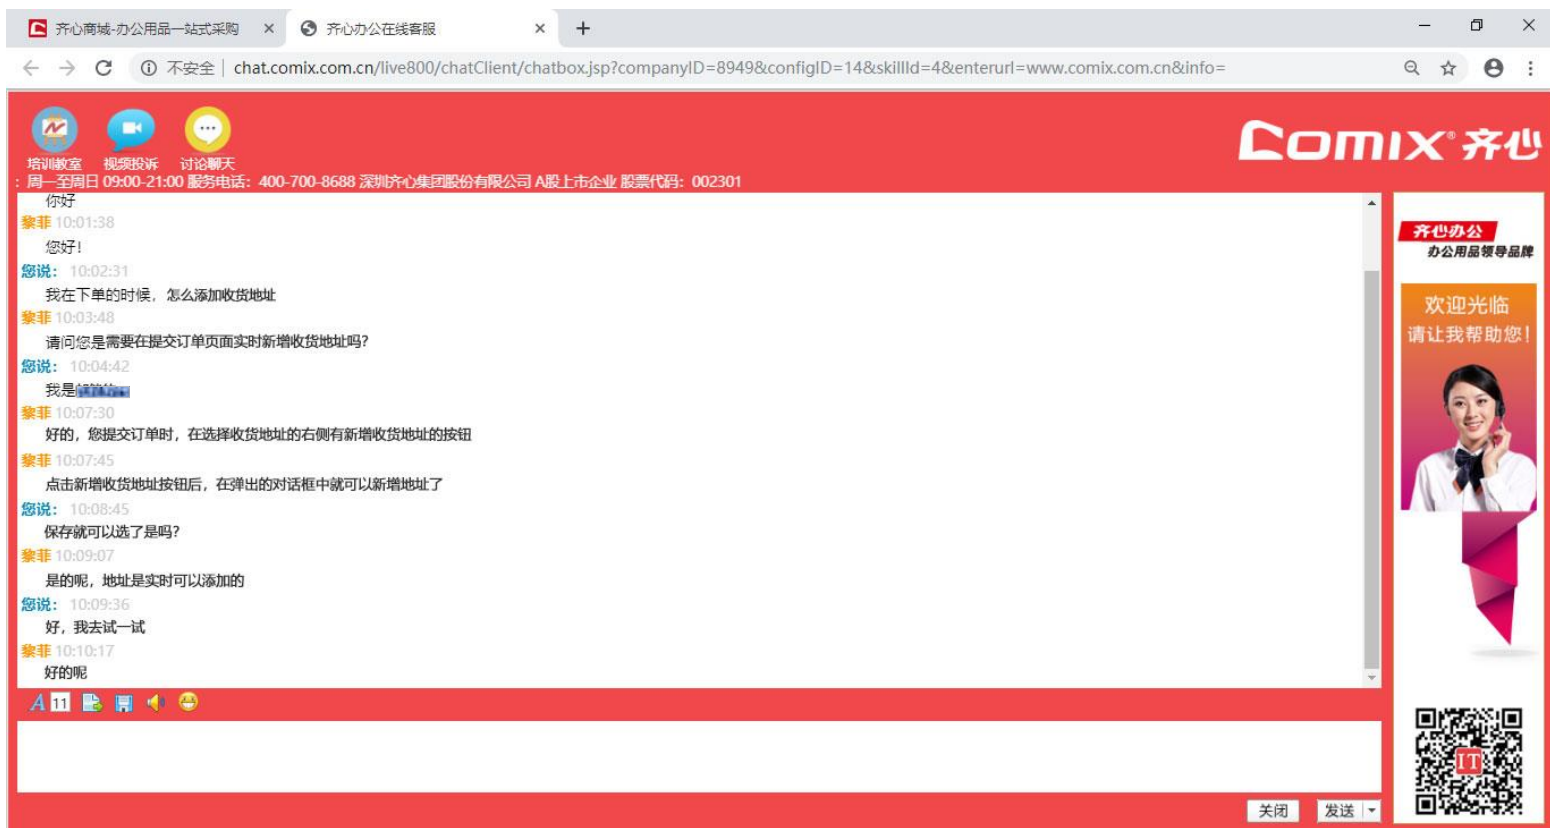 齐心商城-办公用品一站式采购
齐心办公在线客服
不安全 | chat.comix.com.cn/live800/chatClient/chatbox.jsp?companyID=8949&configID=14&skillId=4&enterurl=www.comix.com.cn&info=
培训教室 视频投诉 讨论聊天
COMIX® 齐心
：周一至周日 09:00-21:00 服务电话：400-700-8688 深圳齐心集团股份有限公司 A股上市企业 股票代码：002301
你好
黎菲 10:01:38
您好!
您说： 10:02:31
我在下单的时候，怎么添加收货地址
黎菲 10:03:48
请问您是需要在提交订单页面实时新增收货地址吗?
您说： 10:04:42
我是
黎菲 10:07:30
好的，您提交订单时，在选择收货地址的右侧有新增收货地址的按钮
黎菲 10:07:45
点击新增收货地址按钮后，在弹出的对话框中就可以新增地址了
您说： 10:08:45
保存就可以选了是吗?
黎菲 10:09:07
是的呢，地址是实时可以添加的
您说： 10:09:36
好，我去试一试
黎菲 10:10:17
好的呢
A 11
关闭 发送
齐心办公
办公用品领导品牌
欢迎光临
请让我帮助您!
IT